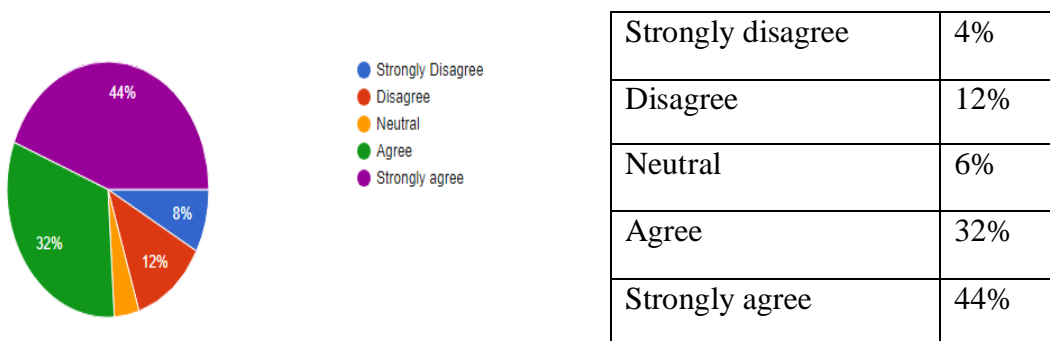 44%
8%
12%
32%
Strongly Disagree
Disagree
Neutral
Agree
Strongly agree
Strongly disagree 4%
Disagree 12%
Neutral 6%
Agree 32%
Strongly agree 44%